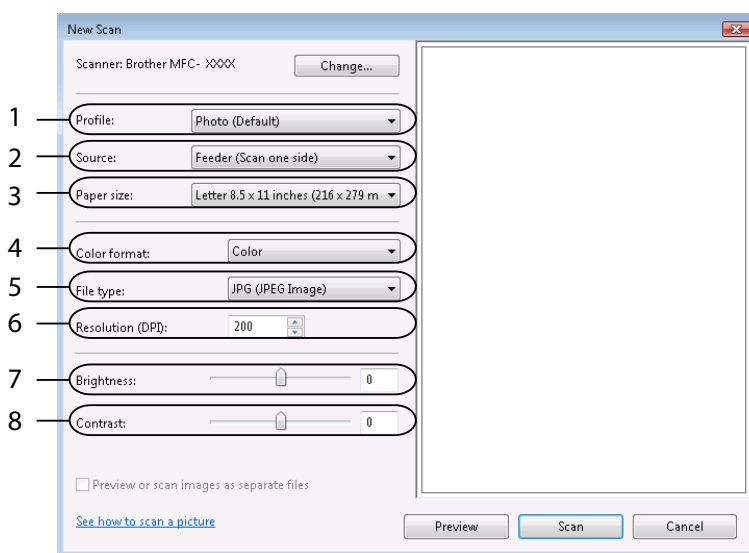 New Scan
Scanner: Brother MFC- XXXX Change...
1 Profile: Photo (Default)
2 Source: Feeder (Scan one side)
3 Paper size: Letter 8.5 x 11 inches (216 x 279 m
4 Color format: Color
5 File type: JPG (JPEG Image)
6 Resolution (DPI): 200
7 Brightness: 0
8 Contrast: 0
Preview or scan images as separate files
See how to scan a picture Preview Scan Cancel